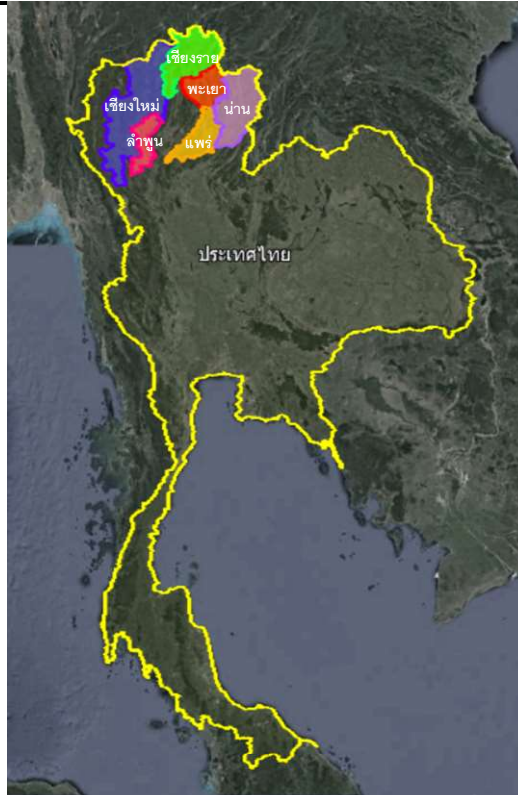 เชียงราย
พะเยา
เชียงใหม่
น่าน
ลำพูน
แพร่
ประเทศไทย